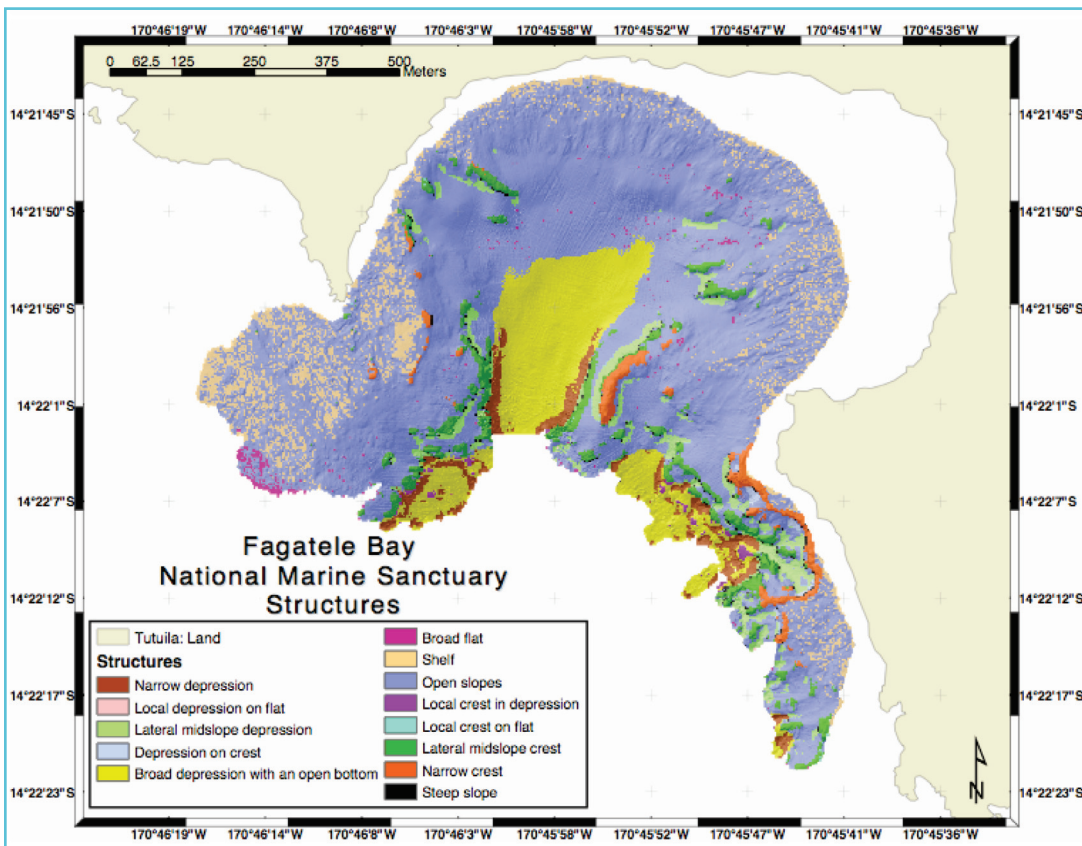 170°46'19"W 170°46'14"W 170°46'8"W 170°46'3"W 170°45'58"W 170°45'52"W 170°45'47"W 170°45'41"W 170°45'36"W
0 62.5 125 250 375 500
Meters
14°21'45"S 14°21'45"S
14°21'50"S 14°21'50"S
14°21'56"S 14°21'56"S
14°22'1"S 14°22'1"S
14°22'7"S 14°22'7"S
Fagatele Bay
National Marine Sanctuary
Structures
14°22'12"S 14°22'12"S
14°22'17"S 14°22'17"S
14°22'23"S 14°22'23"S
Tutuila: Land
Structures
Narrow depression
Local depression on flat
Lateral midslope depression
Depression on crest
Broad depression with an open bottom
Broad flat
Shelf
Open slopes
Local crest in depression
Local crest on flat
Lateral midslope crest
Narrow crest
Steep slope
N
170°46'19"W 170°46'14"W 170°46'8"W 170°46'3"W 170°45'58"W 170°45'52"W 170°45'47"W 170°45'41"W 170°45'36"W